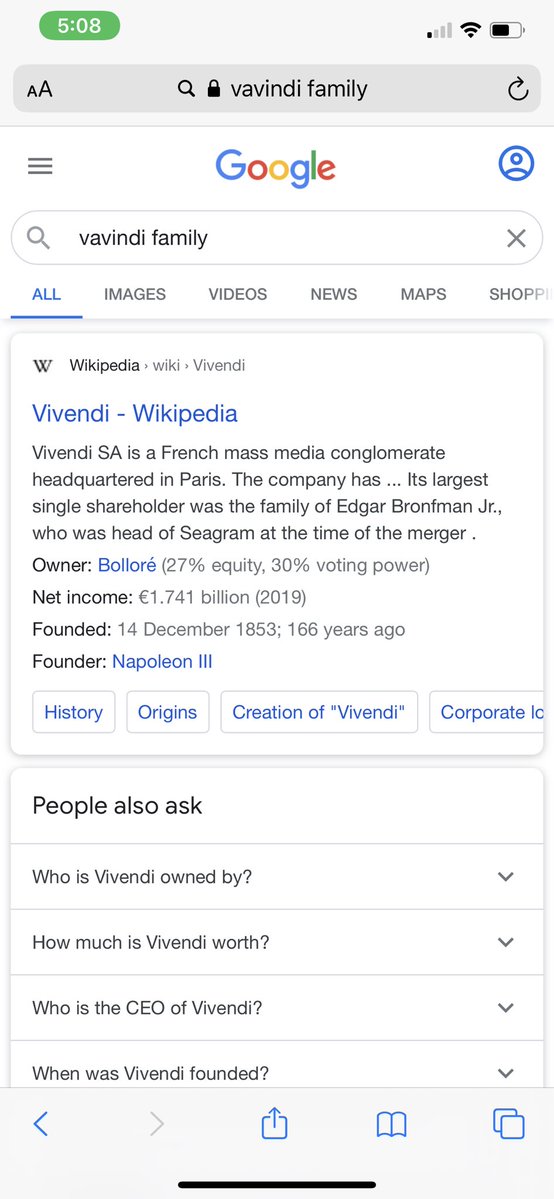 5:08
AA vavindi family
Google
vavindi family
ALL IMAGES VIDEOS NEWS MAPS SHOPPI
W Wikipedia › wiki › Vivendi
Vivendi - Wikipedia
Vivendi SA is a French mass media conglomerate
headquartered in Paris. The company has ... Its largest
single shareholder was the family of Edgar Bronfman Jr.,
who was head of Seagram at the time of the merger .
Owner: Bolloré (27% equity, 30% voting power)
Net income: €1.741 billion (2019)
Founded: 14 December 1853; 166 years ago
Founder: Napoleon III
History Origins Creation of "Vivendi" Corporate lo
People also ask
Who is Vivendi owned by?
How much is Vivendi worth?
Who is the CEO of Vivendi?
When was Vivendi founded?